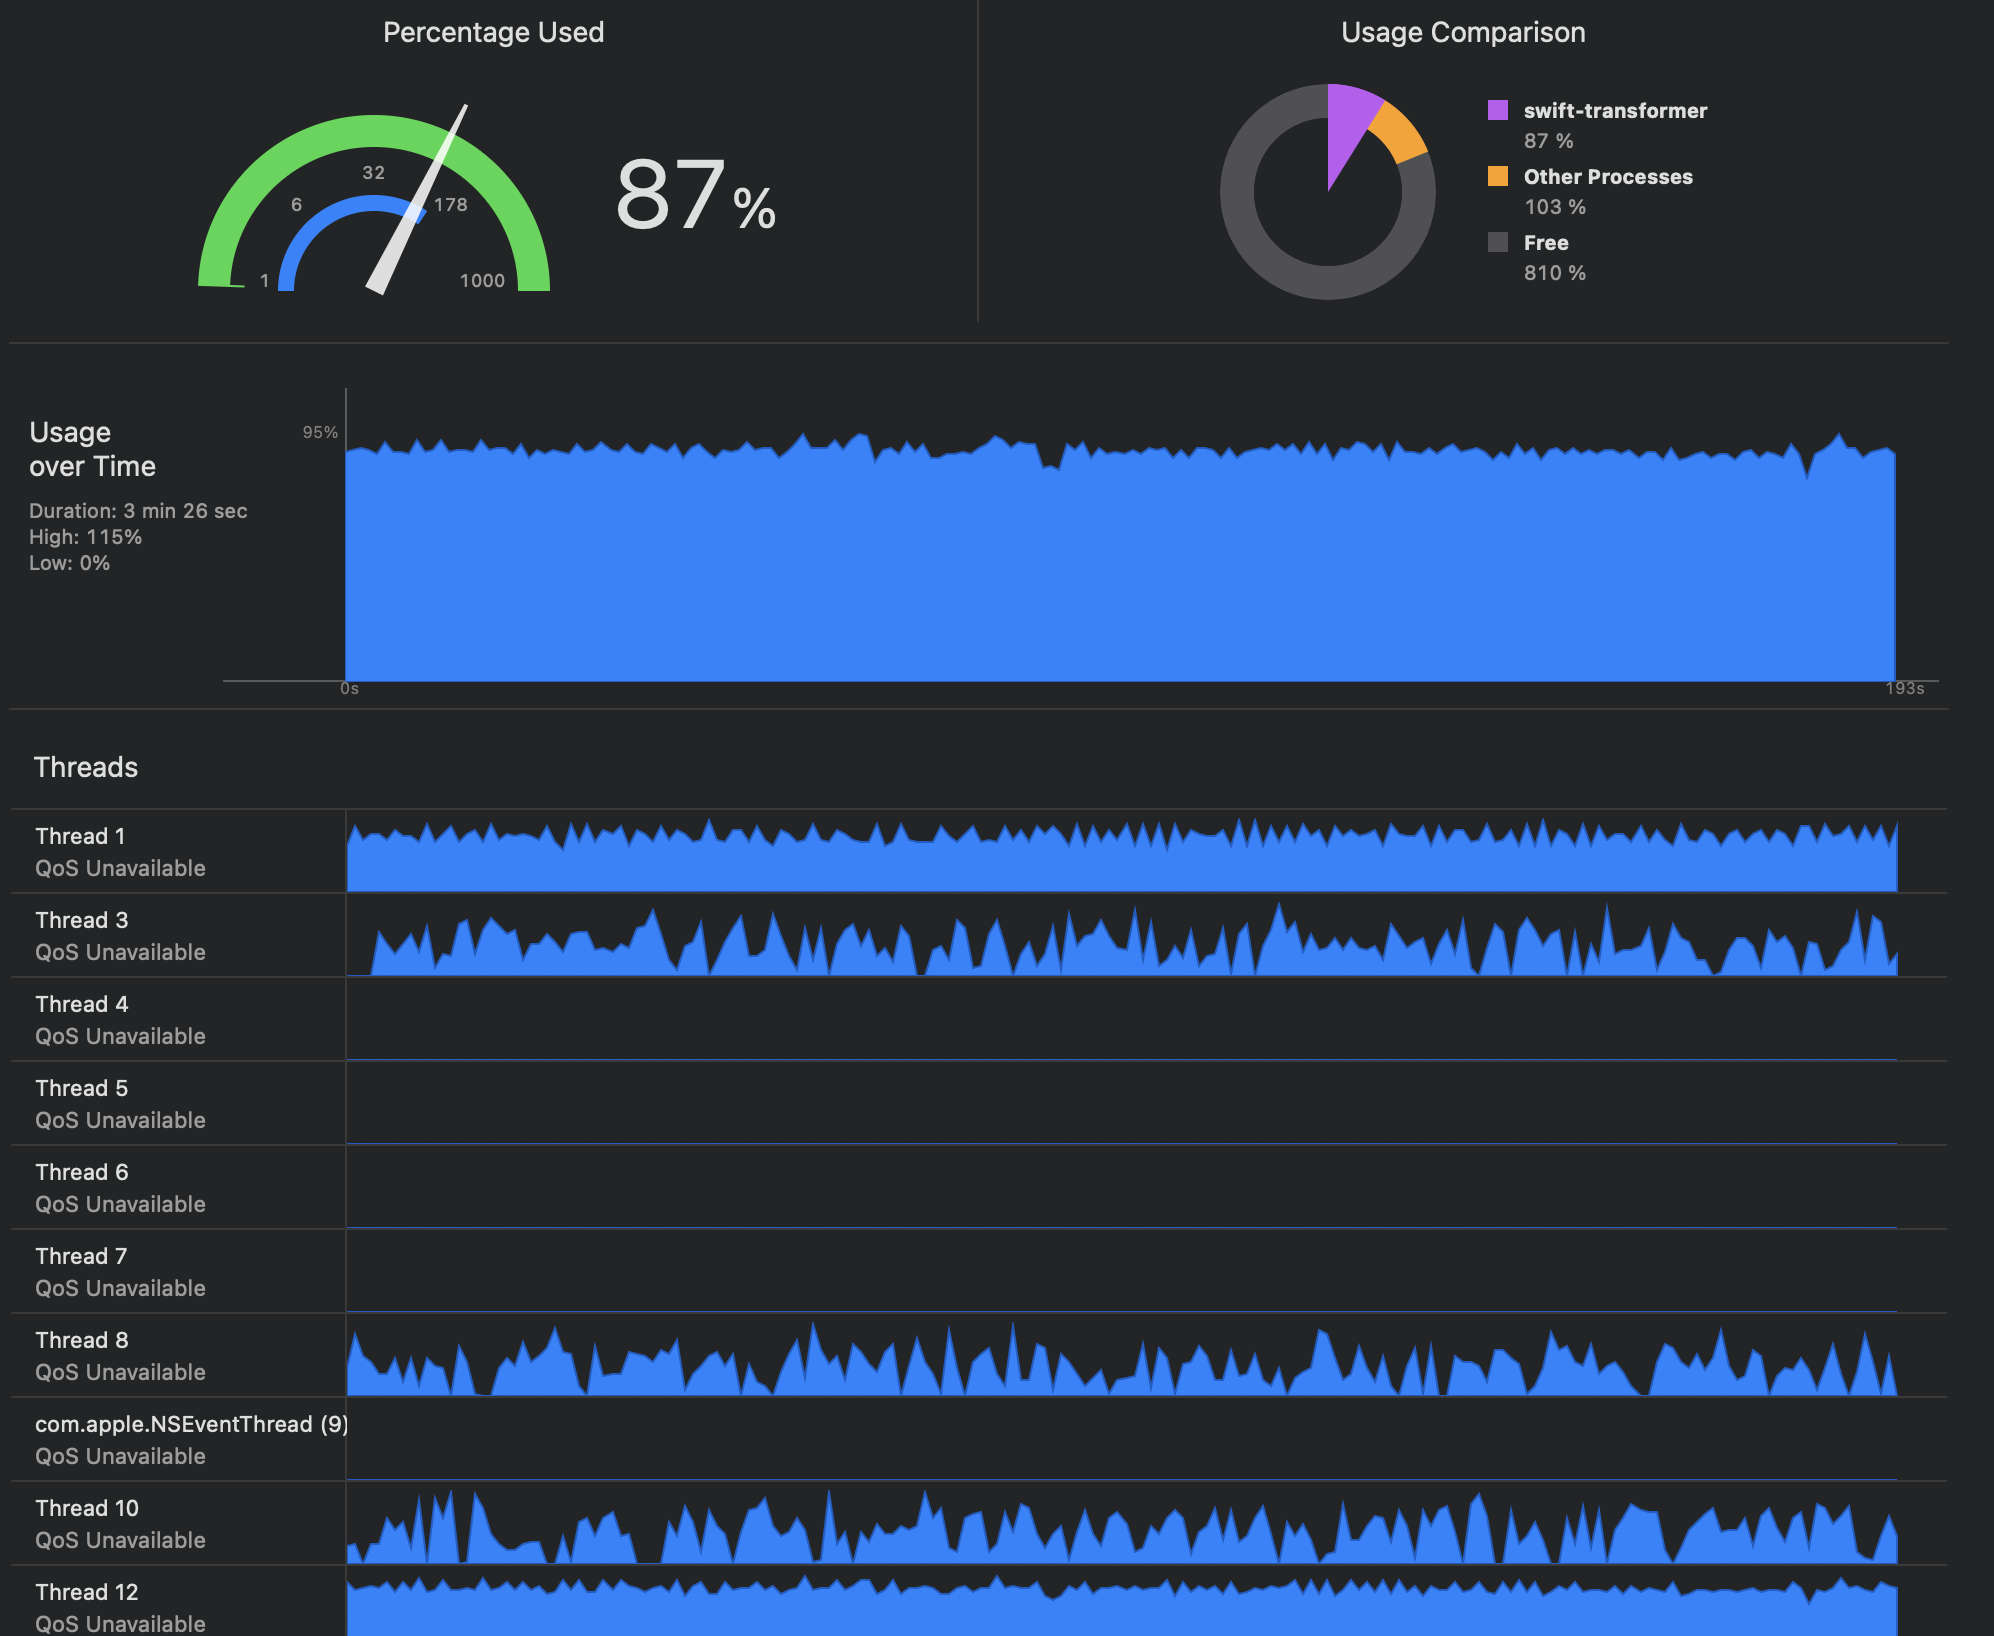 Percentage Used
1
6
32
178
1000
87%
Usage Comparison
swift-transformer
87 %
Other Processes
103 %
Free
810 %
Usage
over Time
Duration: 3 min 26 sec
High: 115%
Low: 0%
95%
0s
193s
Threads
Thread 1
QoS Unavailable
Thread 3
QoS Unavailable
Thread 4
QoS Unavailable
Thread 5
QoS Unavailable
Thread 6
QoS Unavailable
Thread 7
QoS Unavailable
Thread 8
QoS Unavailable
com.apple.NSEventThread (9)
QoS Unavailable
Thread 10
QoS Unavailable
Thread 12
QoS Unavailable